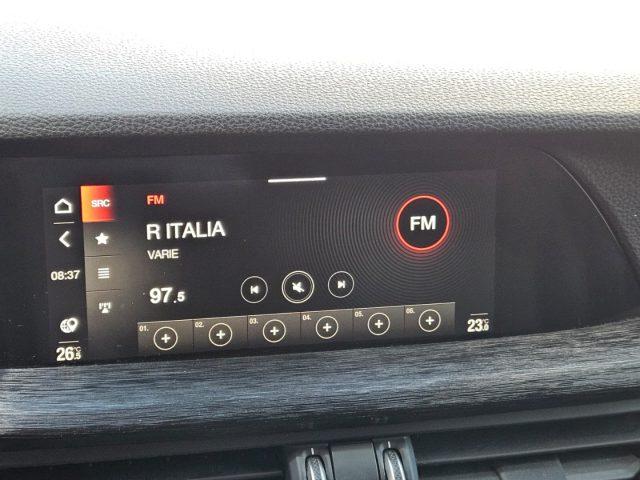 SRC
FM
R ITALIA
VARIE
FM
08:37
97.5
01. 02. 03. 04. 05. 06.
26.5°C
23.0°C